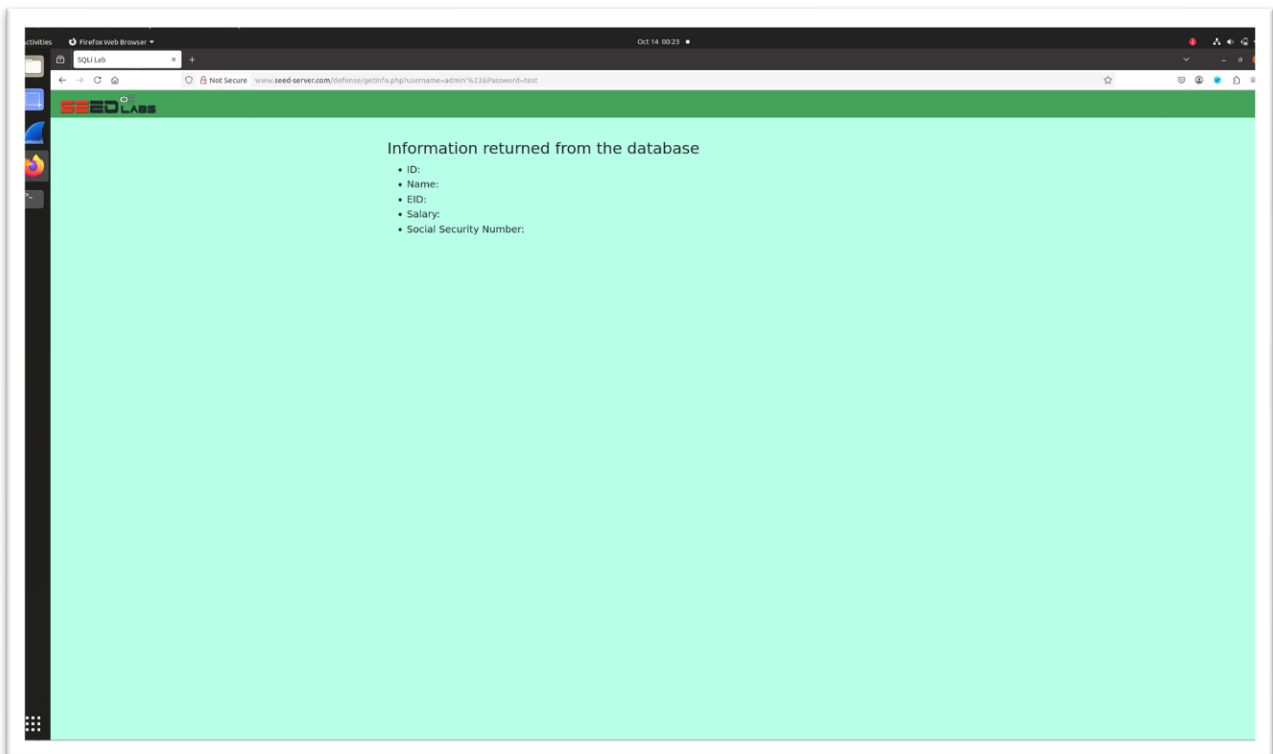 Activities Firefox Web Browser Oct 14 00:23
SQLi Lab
Not Secure www.seed-server.com/defense/getinfo.php?username=admin'%23&Password=test
SEED LABS
Information returned from the database
• ID:
• Name:
• EID:
• Salary:
• Social Security Number: